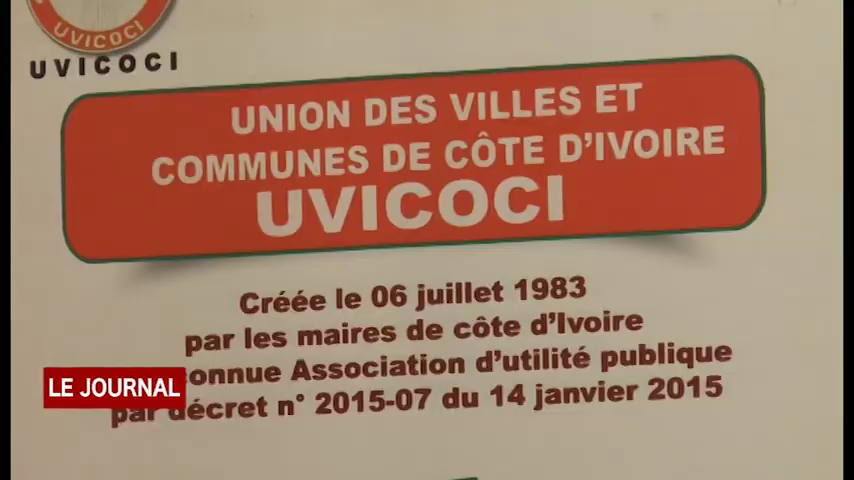 UVICOCI
UVICOCI
UNION DES VILLES ET
COMMUNES DE CÔTE D'IVOIRE
UVICOCI
Créée le 06 juillet 1983
par les maires de côte d'Ivoire
connue Association d'utilité publique
LE JOURNAL
par décret n° 2015-07 du 14 janvier 2015